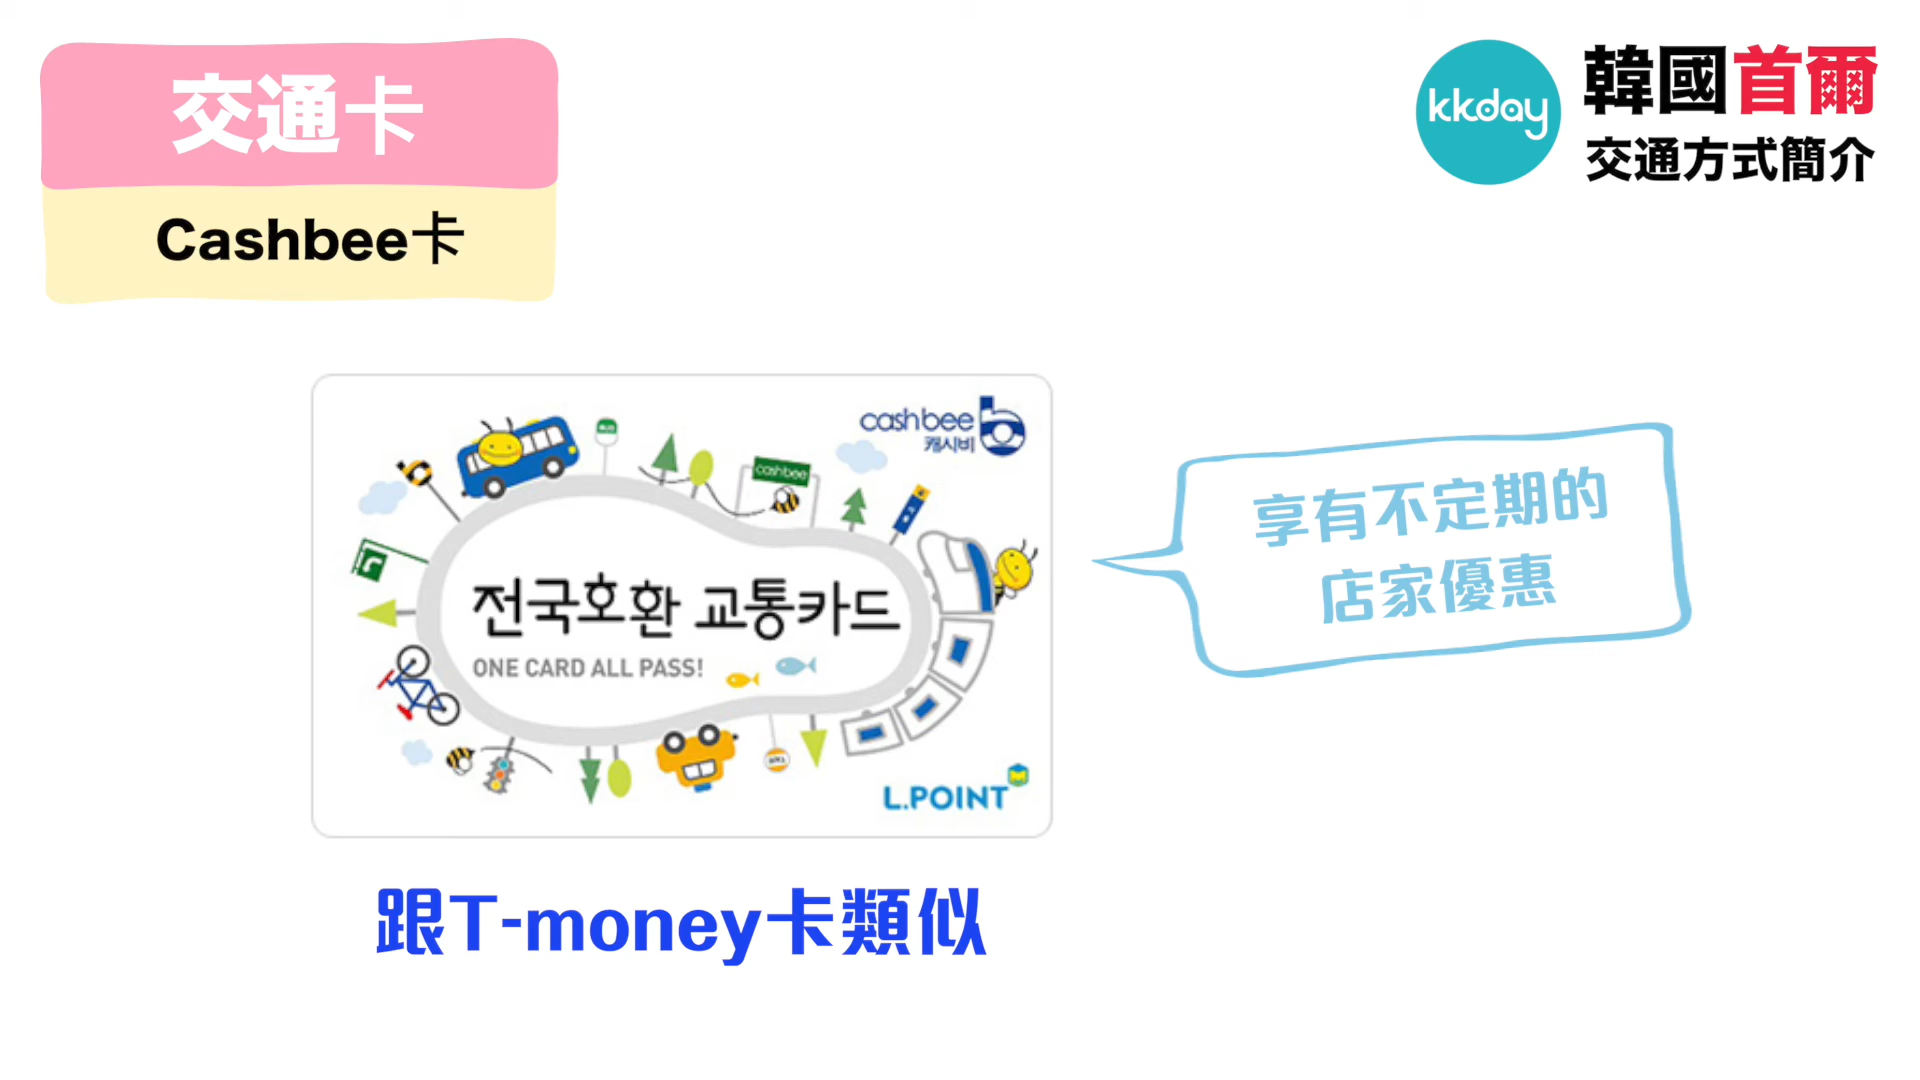 交通卡
Cashbee卡
kkday
韓國首爾
交通方式簡介
cashbee
캐시비
BUS
cashbee
전국호환 교통카드
ONE CARD ALL PASS!
L.POINT
享有不定期的
店家優惠
跟T-money卡類似